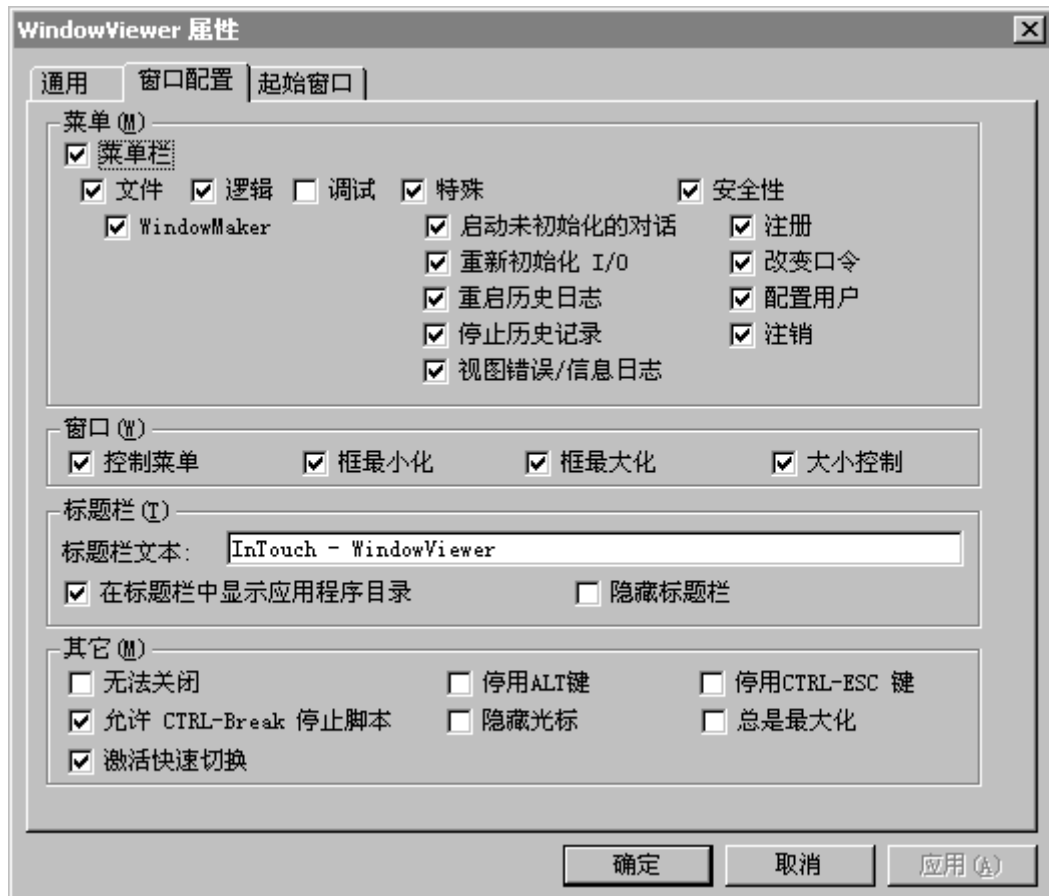 WindowViewer 属性
通用 窗口配置 起始窗口
菜单(M)
菜单栏
文件 逻辑 调试 特殊 安全性
WindowMaker 启动未初始化的对话 注册
重新初始化 I/O 改变口令
重启历史日志 配置用户
停止历史记录 注销
视图错误/信息日志
窗口(W)
控制菜单 框最小化 框最大化 大小控制
标题栏(T)
标题栏文本: InTouch - WindowViewer
在标题栏中显示应用程序目录 隐藏标题栏
其它(M)
无法关闭 停用ALT键 停用CTRL-ESC 键
允许 CTRL-Break 停止脚本 隐藏光标 总是最大化
激活快速切换
确定 取消 应用(A)